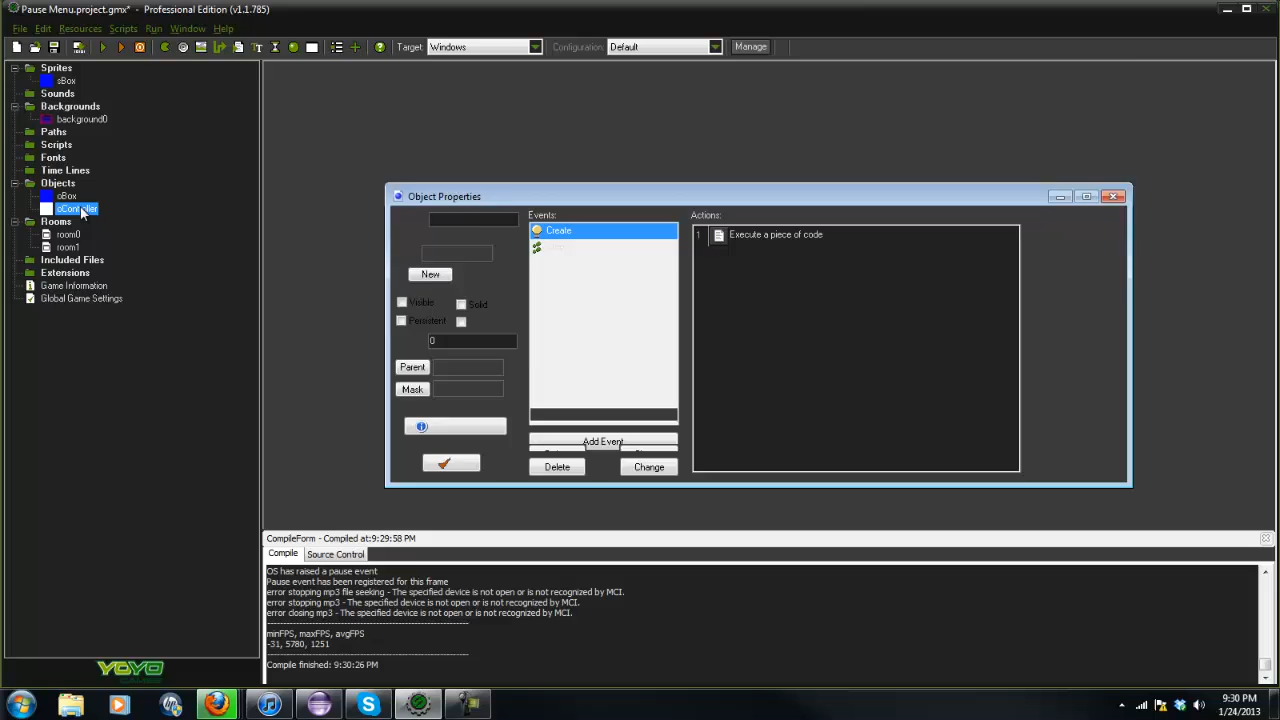 Pause Menu.project.gmx* - Professional Edition (v1.1.785)
File Edit Resources Scripts Run Window Help
Target: Windows Configuration: Default Manage
Sprites
sBox
Sounds
Backgrounds
background0
Paths
Scripts
Fonts
Time Lines
Objects
oBox
oController
Rooms
room0
room1
Included Files
Extensions
Game Information
Global Game Settings
Object Properties
Events:
Actions:
Create
1 Execute a piece of code
New
Visible
Solid
Persistent
0
Parent
Mask
Add Event
Delete
Change
CompileForm - Compiled at:9:29:58 PM
Compile Source Control
OS has raised a pause event
Pause event has been registered for this frame
error stopping mp3 file seeking - The specified device is not open or is not recognized by MCI.
error stopping mp3 - The specified device is not open or is not recognized by MCI.
error closing mp3 - The specified device is not open or is not recognized by MCI.
minFPS, maxFPS, avgFPS
-31, 5780, 1251
Compile finished: 9:30:26 PM
YOYO
GAMES
9:30 PM
1/24/2013